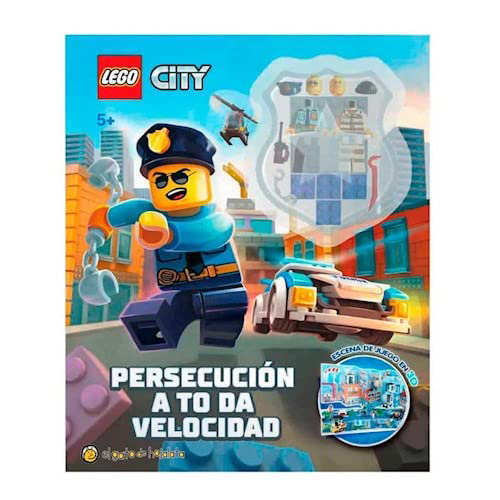 LEGO CITY
5+
ESCENA DE JUEGO EN 3D
PERSECUCIÓN
A TO DA
VELOCIDAD
el gato de hojalata